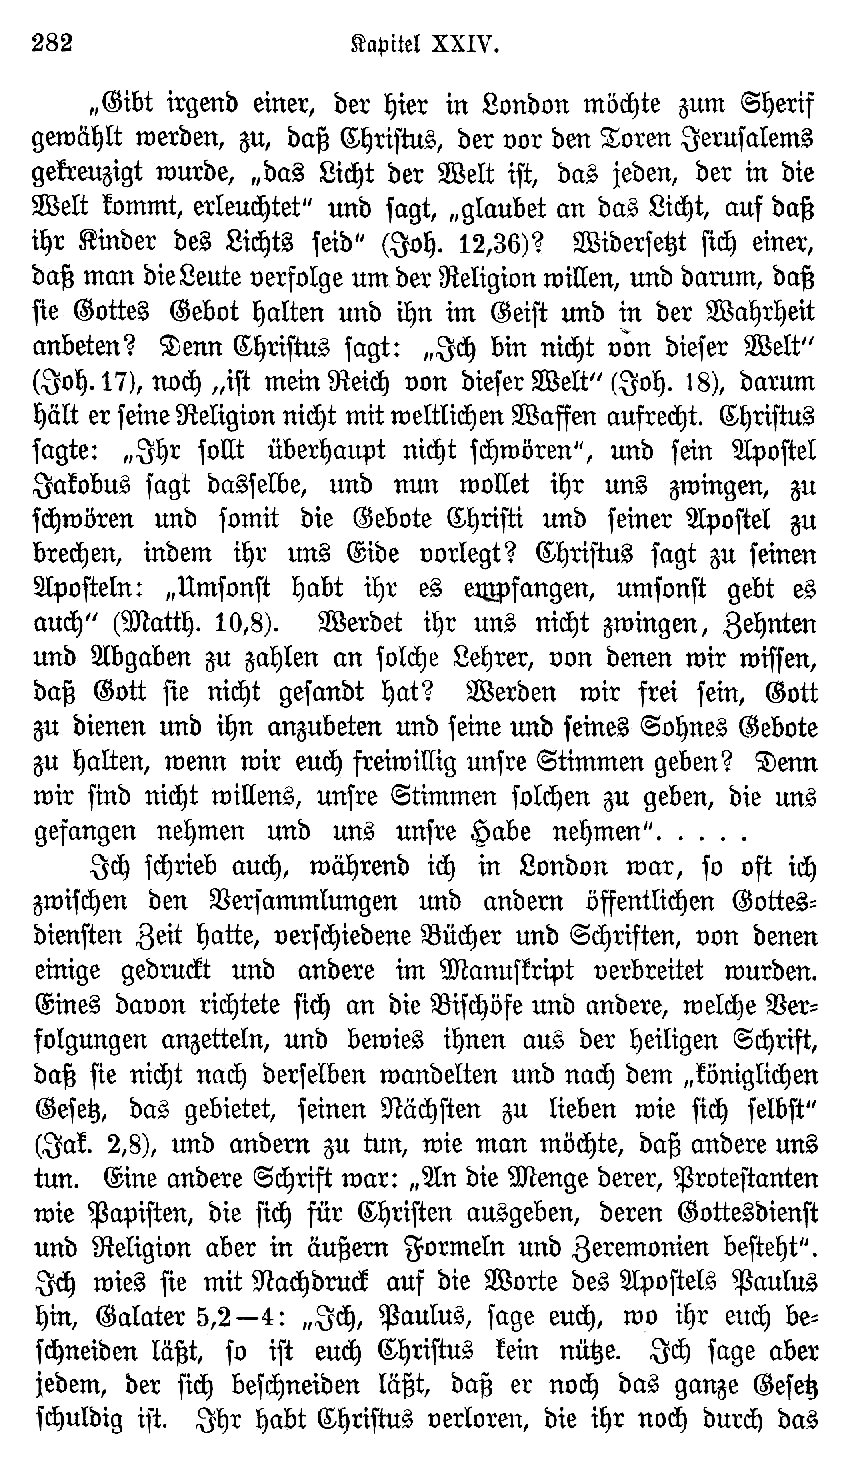 282 Kapitel XXIV.
„Gibt irgend einer, der hier in London möchte zum Sherif
gewählt werden, zu, daß Christus, der vor den Toren Jerusalems
gekreuzigt wurde, „das Licht der Welt ist, das jeden, der in die
Welt kommt, erleuchtet" und sagt, „glaubet an das Licht, auf daß
ihr Kinder des Lichts seid" (Joh. 12,36)? Widersetzt sich einer,
daß man die Leute verfolge um der Religion willen, und darum, daß
sie Gottes Gebot halten und ihn im Geist und in der Wahrheit
anbeten? Denn Christus sagt: „Ich bin nicht von dieser Welt"
(Joh. 17), noch „ist mein Reich von dieser Welt" (Joh. 18), darum
hält er seine Religion nicht mit weltlichen Waffen aufrecht. Christus
sagte: „Ihr sollt überhaupt nicht schwören", und sein Apostel
Jakobus sagt dasselbe, und nun wollet ihr uns zwingen, zu
schwören und somit die Gebote Christi und seiner Apostel zu
brechen, indem ihr uns Eide vorlegt? Christus sagt zu seinen
Aposteln: „Umsonst habt ihr es empfangen, umsonst gebt es
auch" (Matth. 10,8). Werdet ihr uns nicht zwingen, Zehnten
und Abgaben zu zahlen an solche Lehrer, von denen wir wissen,
daß Gott sie nicht gesandt hat? Werden wir frei sein, Gott
zu dienen und ihn anzubeten und seine und seines Sohnes Gebote
zu halten, wenn wir euch freiwillig unsre Stimmen geben? Denn
wir sind nicht willens, unsre Stimmen solchen zu geben, die uns
gefangen nehmen und uns unsre Habe nehmen". . . . .
Ich schrieb auch, während ich in London war, so oft ich
zwischen den Versammlungen und andern öffentlichen Gottes-
diensten Zeit hatte, verschiedene Bücher und Schriften, von denen
einige gedruckt und andere im Manuskript verbreitet wurden.
Eines davon richtete sich an die Bischöfe und andere, welche Ver-
folgungen anzetteln, und bewies ihnen aus der heiligen Schrift,
daß sie nicht nach derselben wandelten und nach dem „königlichen
Gesetz, das gebietet, seinen Nächsten zu lieben wie sich selbst"
(Jak. 2,8), und andern zu tun, wie man möchte, daß andere uns
tun. Eine andere Schrift war: „An die Menge derer, Protestanten
wie Papisten, die sich für Christen ausgeben, deren Gottesdienst
und Religion aber in äußern Formeln und Zeremonien besteht".
Ich wies sie mit Nachdruck auf die Worte des Apostels Paulus
hin, Galater 5,2—4: „Ich, Paulus, sage euch, wo ihr euch be-
schneiden läßt, so ist euch Christus kein nütze. Ich sage aber
jedem, der sich beschneiden läßt, daß er noch das ganze Gesetz
schuldig ist. Ihr habt Christus verloren, die ihr noch durch das